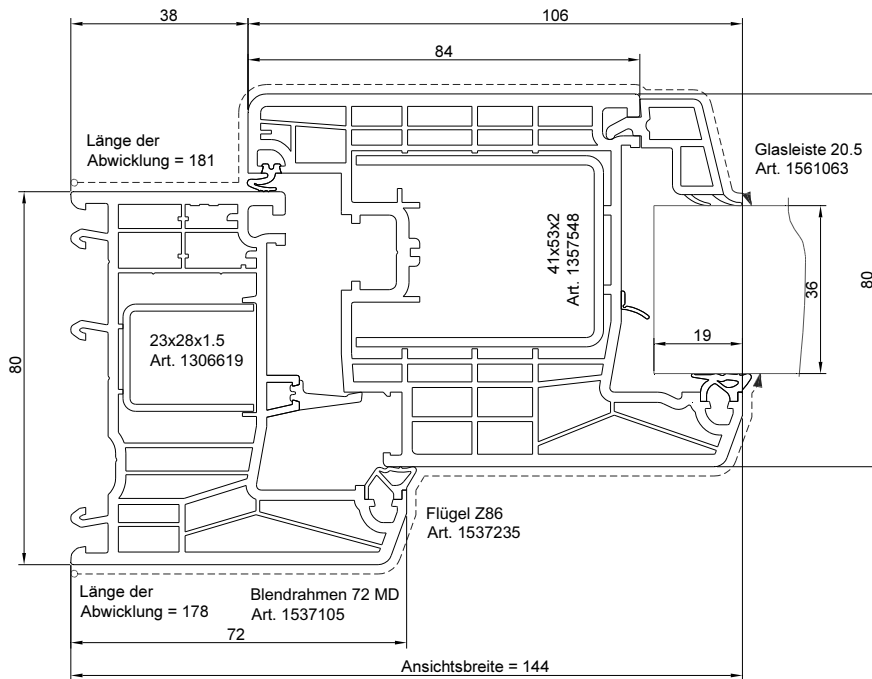 38
106
84
Länge der
Abwicklung = 181
Glasleiste 20.5
Art. 1561063
41x53x2
Art. 1357548
36
80
19
80
23x28x1.5
Art. 1306619
Flügel Z86
Art. 1537235
Länge der
Abwicklung = 178
Blendrahmen 72 MD
Art. 1537105
72
Ansichtsbreite = 144